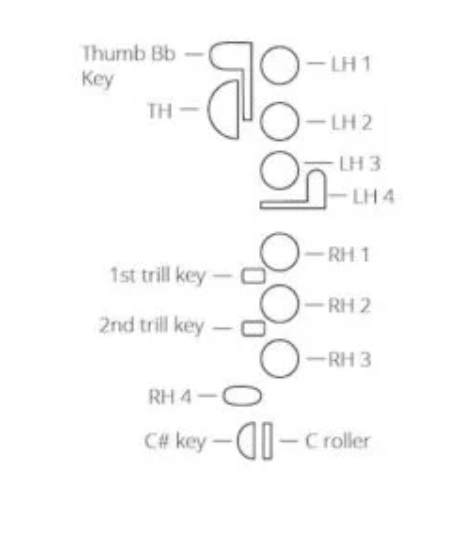 Thumb Bb
Key
LH 1
TH
LH 2
LH 3
LH 4
RH 1
1st trill key
RH 2
2nd trill key
RH 3
RH 4
C# key
C roller